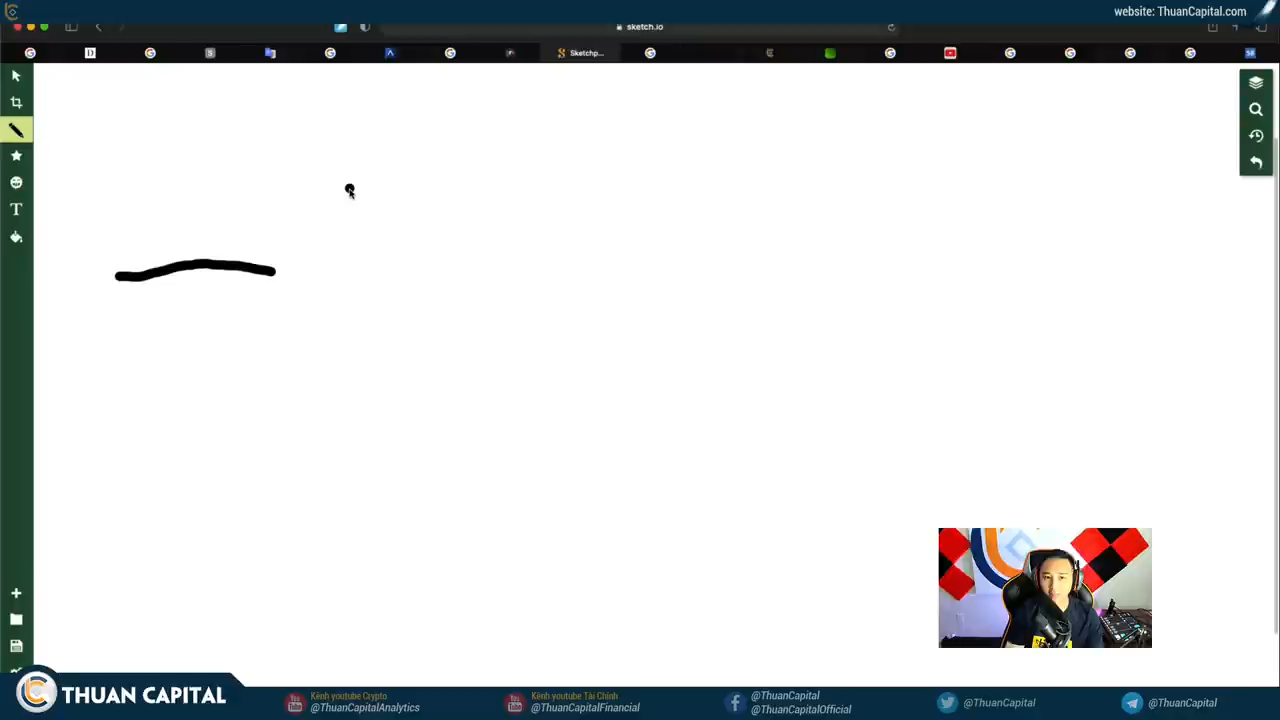 website: ThuanCapital.com
sketch.io
Sketchp...
T
THUAN CAPITAL
Kênh youtube Crypto
@ThuanCapitalAnalytics
Kênh youtube Tài Chính
@ThuanCapitalFinancial
@ThuanCapital
@ThuanCapitalOfficial
@ThuanCapital
@ThuanCapital